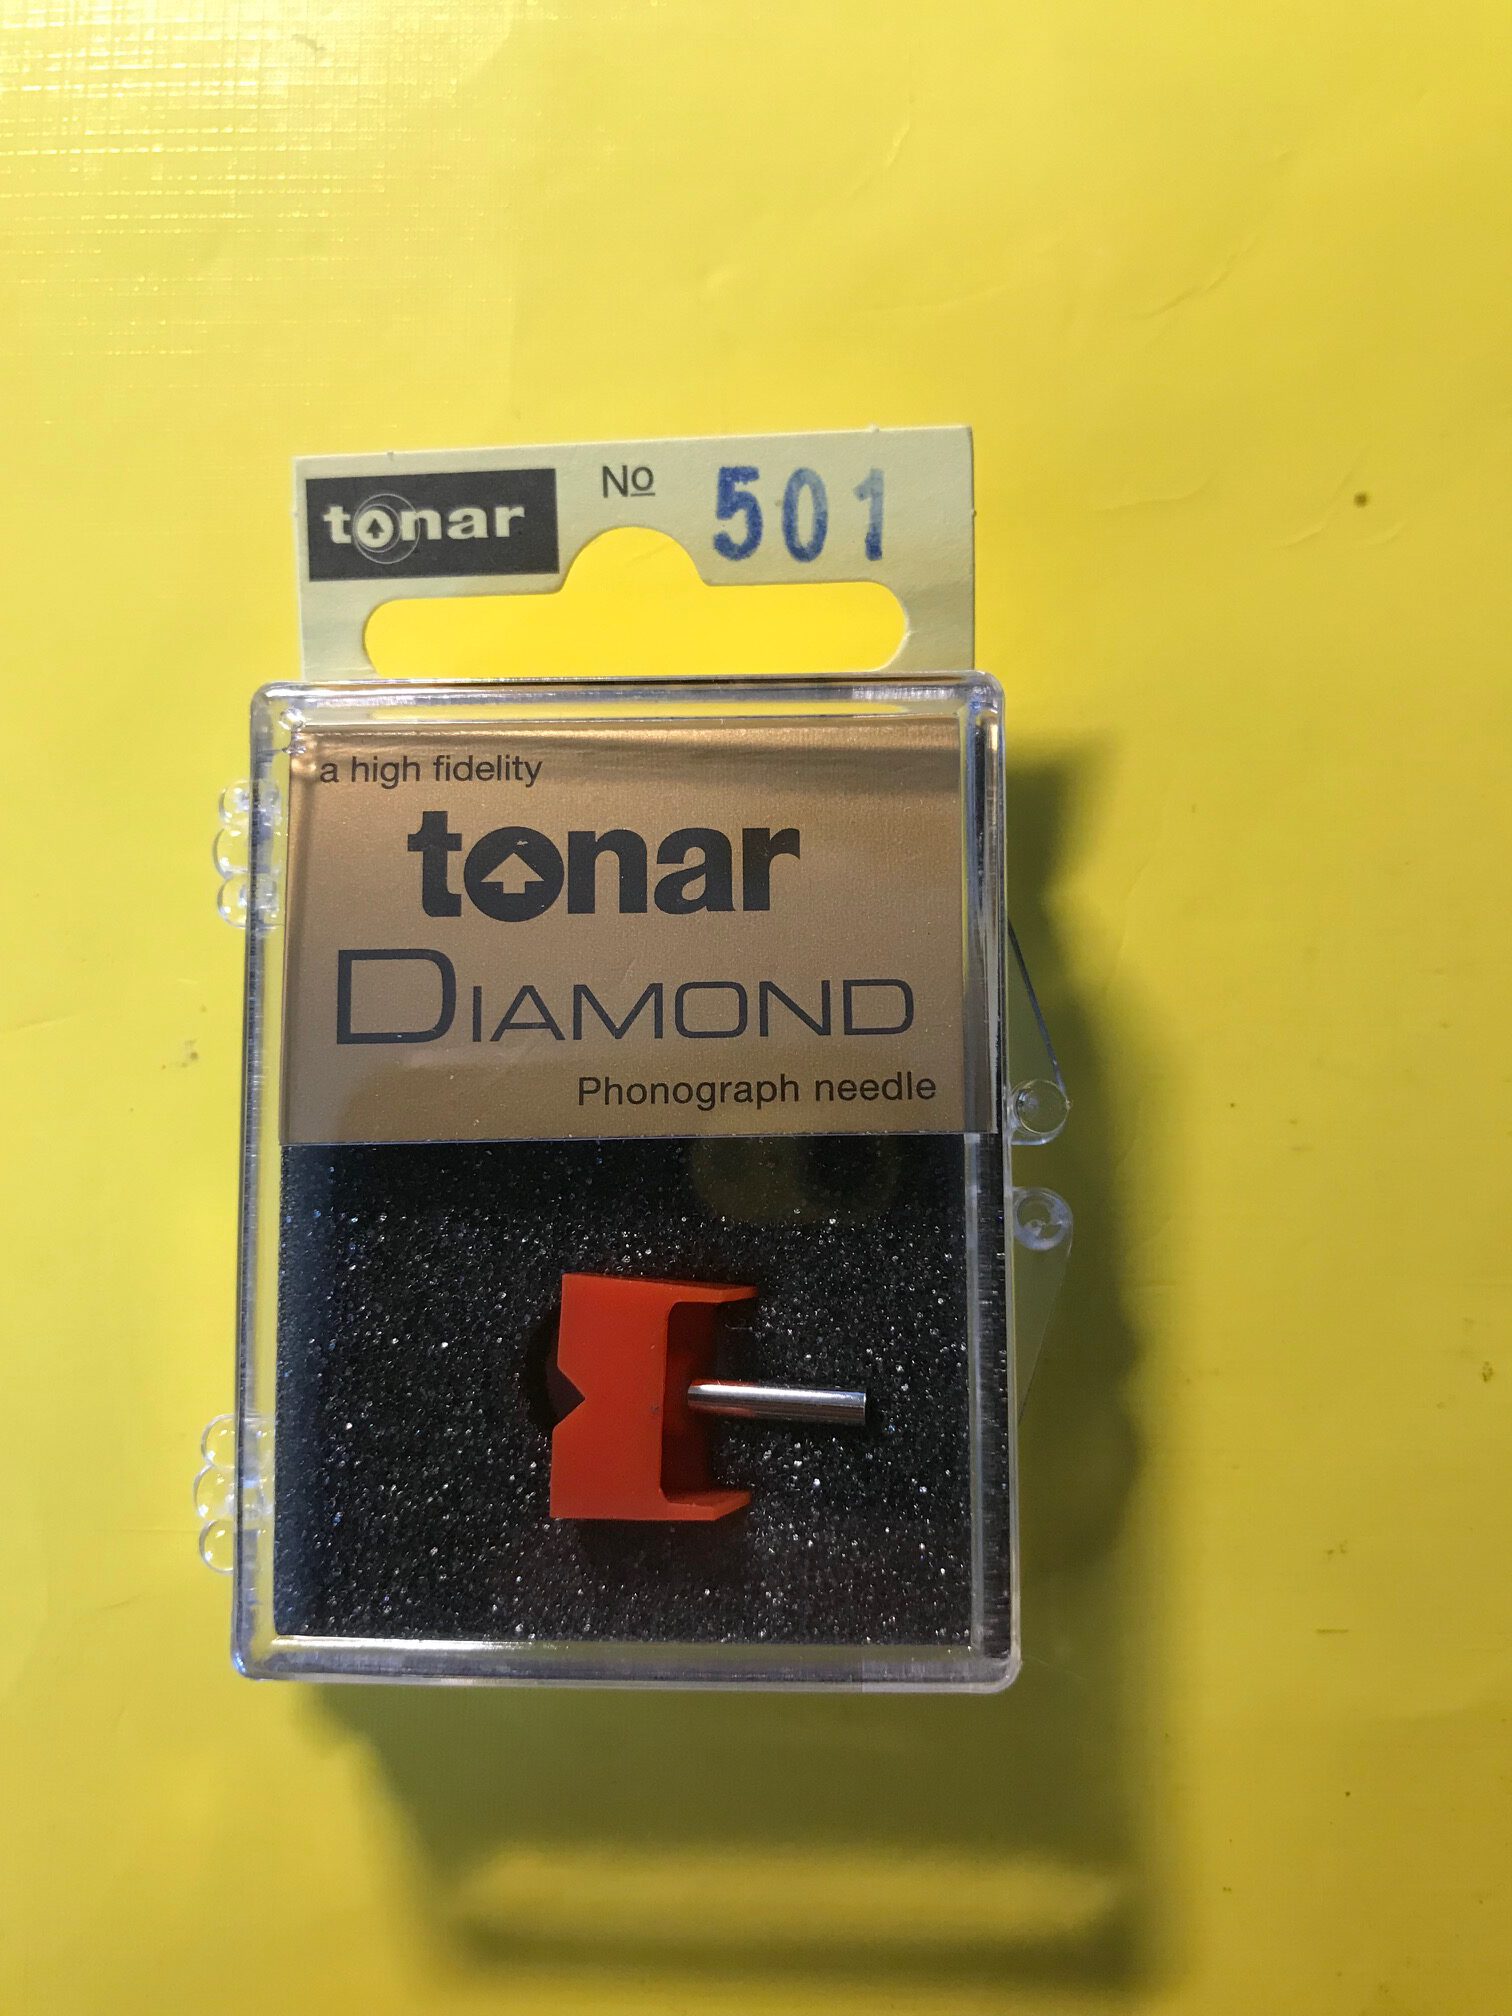 tonar No 501
a high fidelity
tonar
DIAMOND
Phonograph needle